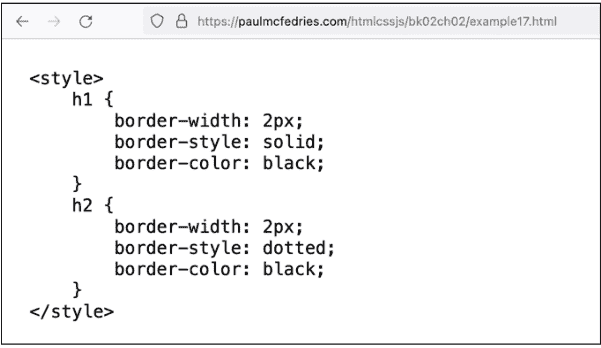 https://paulmcfedries.com/htmlcssjs/bk02ch02/example17.html
<style>
h1 {
border-width: 2px;
border-style: solid;
border-color: black;
}
h2 {
border-width: 2px;
border-style: dotted;
border-color: black;
}
</style>